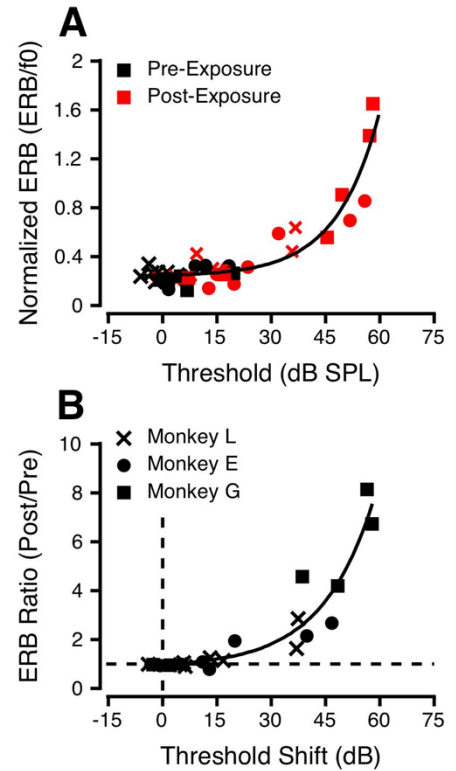 A
Normalized ERB (ERB/f0)
2
1.6
1.2
0.8
0.4
0
Pre-Exposure
Post-Exposure
-15 0 15 30 45 60 75
Threshold (dB SPL)
B
ERB Ratio (Post/Pre)
10
8
6
4
2
0
Monkey L
Monkey E
Monkey G
-15 0 15 30 45 60 75
Threshold Shift (dB)